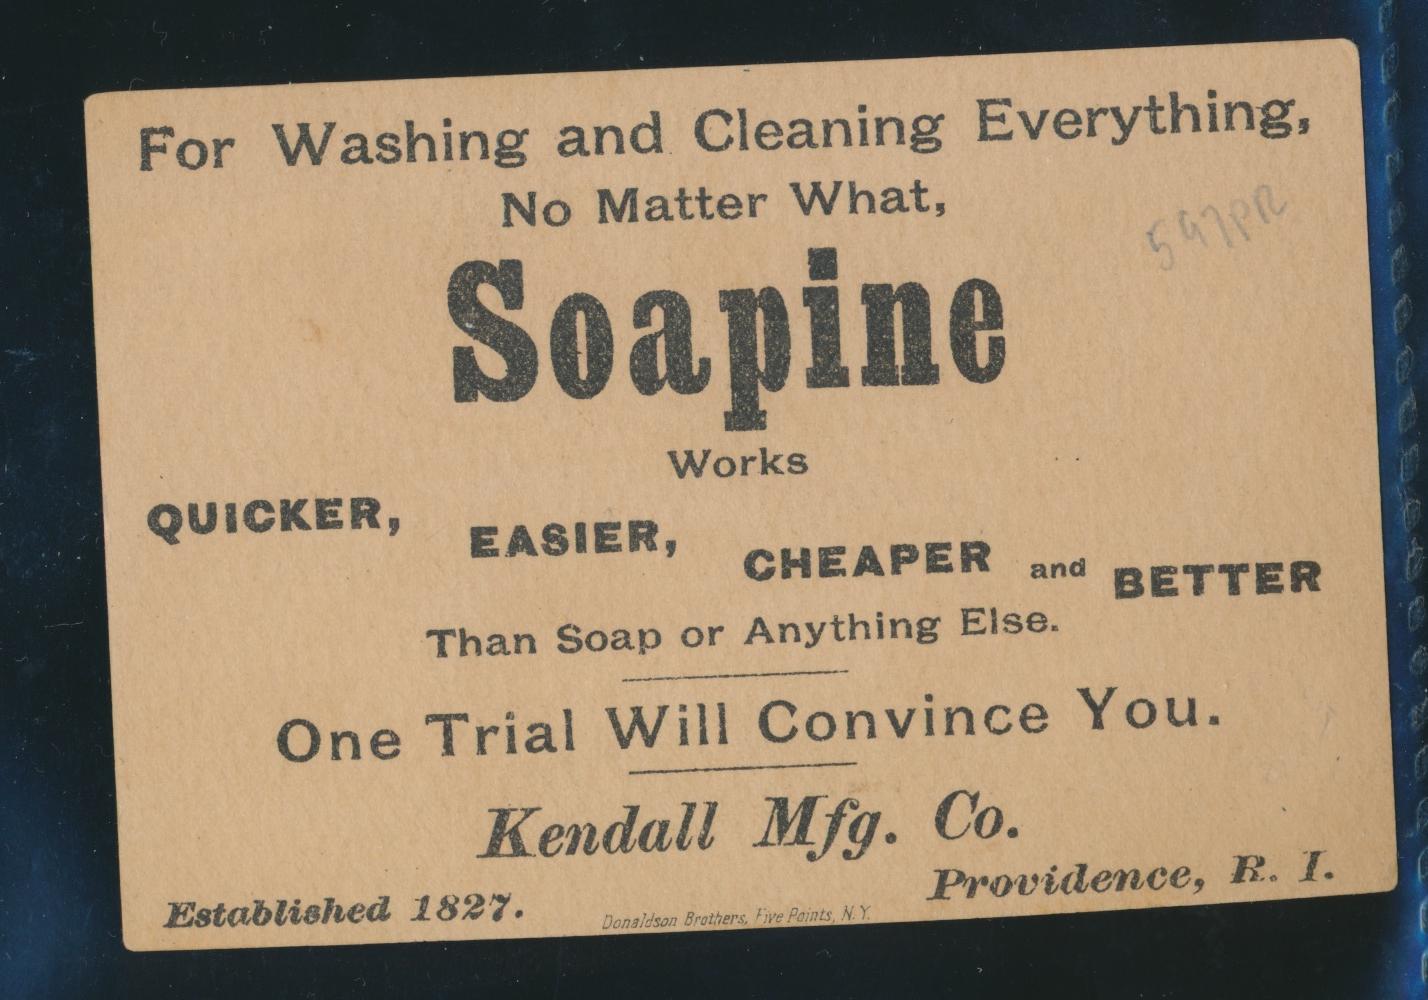 For Washing and Cleaning Everything,
No Matter What,
597PR
Soapine
Works
QUICKER, EASIER, CHEAPER and BETTER
Than Soap or Anything Else.
One Trial Will Convince You.
Kendall Mfg. Co.
Providence, R. I.
Established 1827.
Donaldson Brothers, Five Points, N.Y.